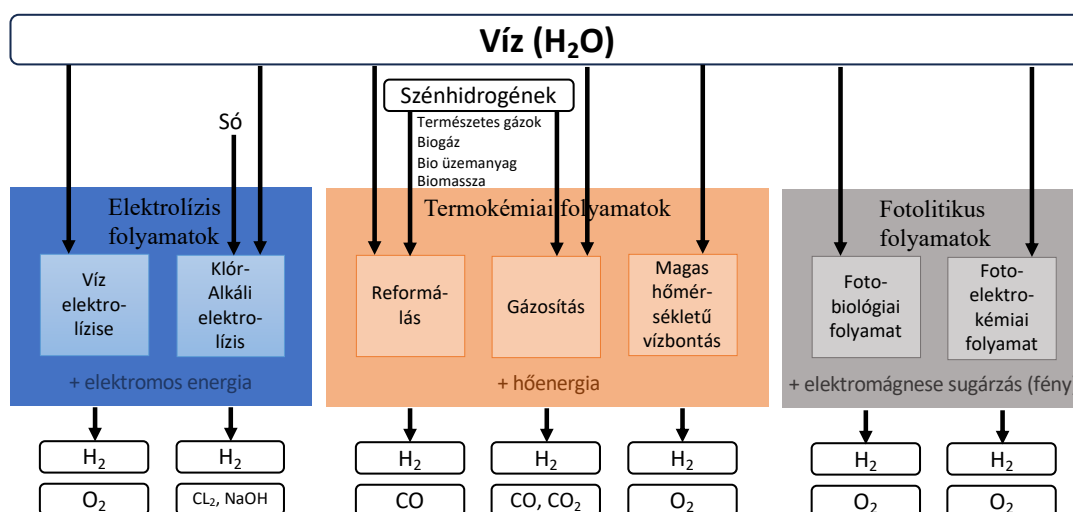 Víz (H₂O)
Szénhidrogének
Természetes gázok
Biogáz
Bio üzemanyag
Biomassza
Só
Elektrolízis
folyamatok
Víz
elektro-
lízise
Klór-
Alkáli
elektro-
lízis
+ elektromos energia
Termokémiai folyamatok
Reformá-
lás
Gázosítás
Magas
hőmér-
sékletű
vízbontás
+ hőenergia
Fotolitikus
folyamatok
Foto-
biológiai
folyamat
Foto-
elektro-
kémiai
folyamat
+ elektromágnese sugárzás (fény)
H₂
H₂
H₂
H₂
H₂
H₂
H₂
O₂
CL₂, NaOH
CO
CO, CO₂
O₂
O₂
O₂